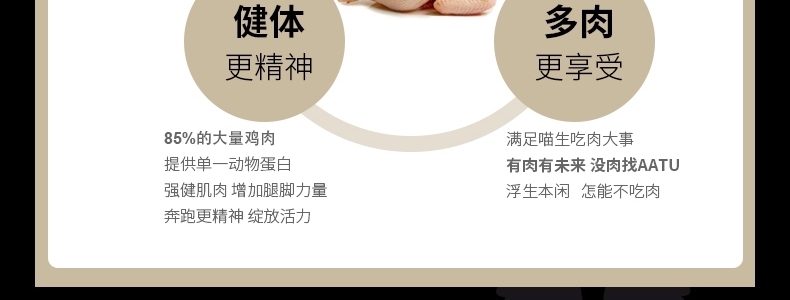 健体
更精神
85%的大量鸡肉
提供单一动物蛋白
强健肌肉 增加腿脚力量
奔跑更精神 绽放活力
多肉
更享受
满足喵生吃肉大事
有肉有未来 没肉找AATU
浮生本闲 怎能不吃肉